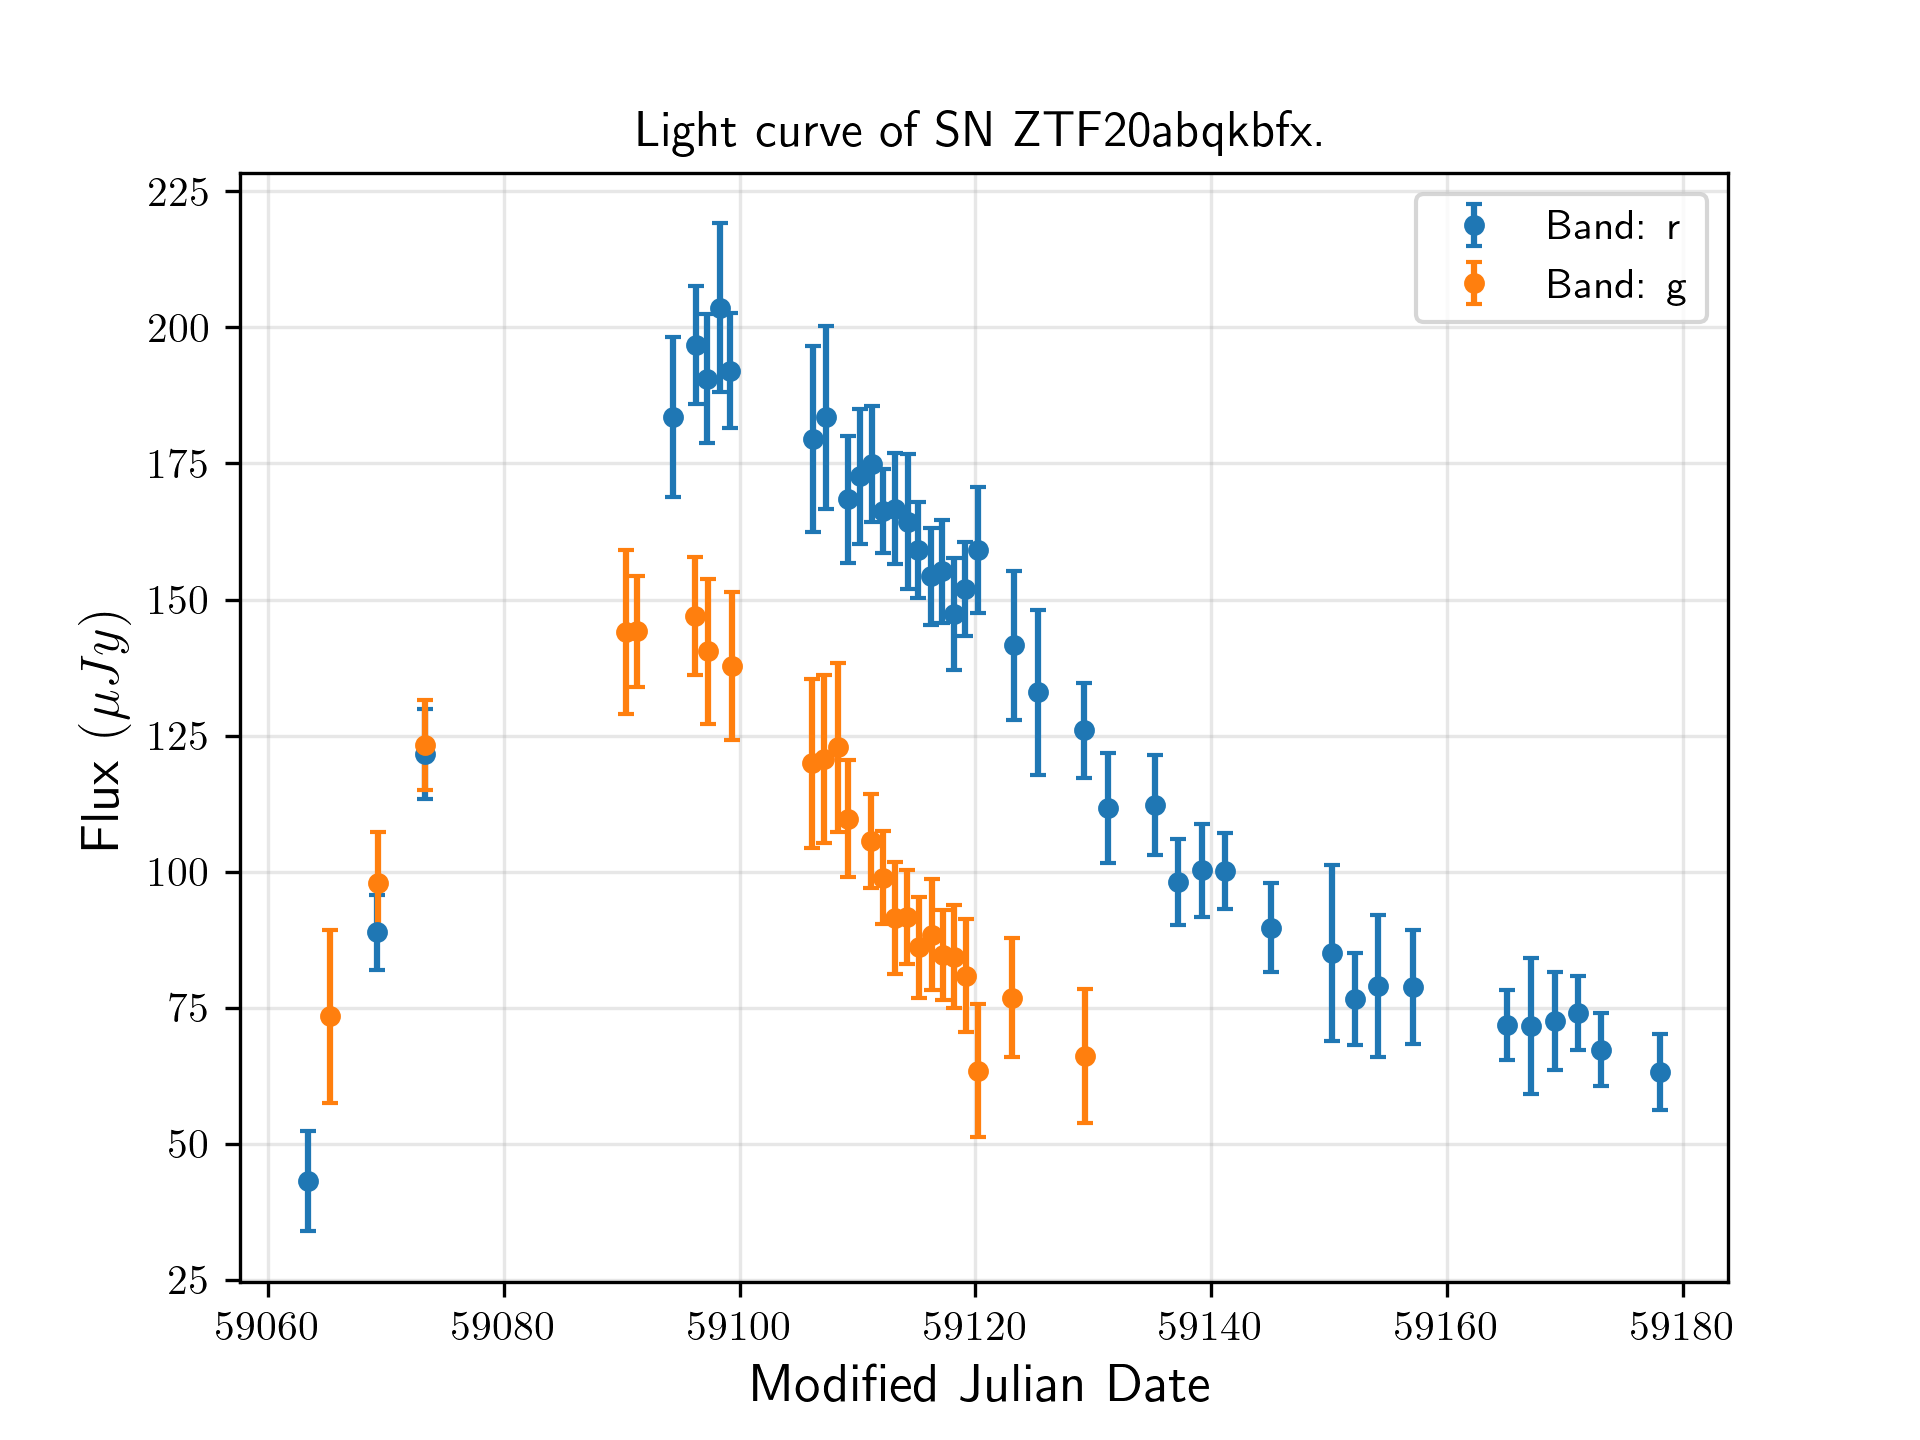 Light curve of SN ZTF20abqkbfx.
225
200
175
150
125
100
75
50
25
Flux (μJy)
Band: r
Band: g
59060 59080 59100 59120 59140 59160 59180
Modified Julian Date